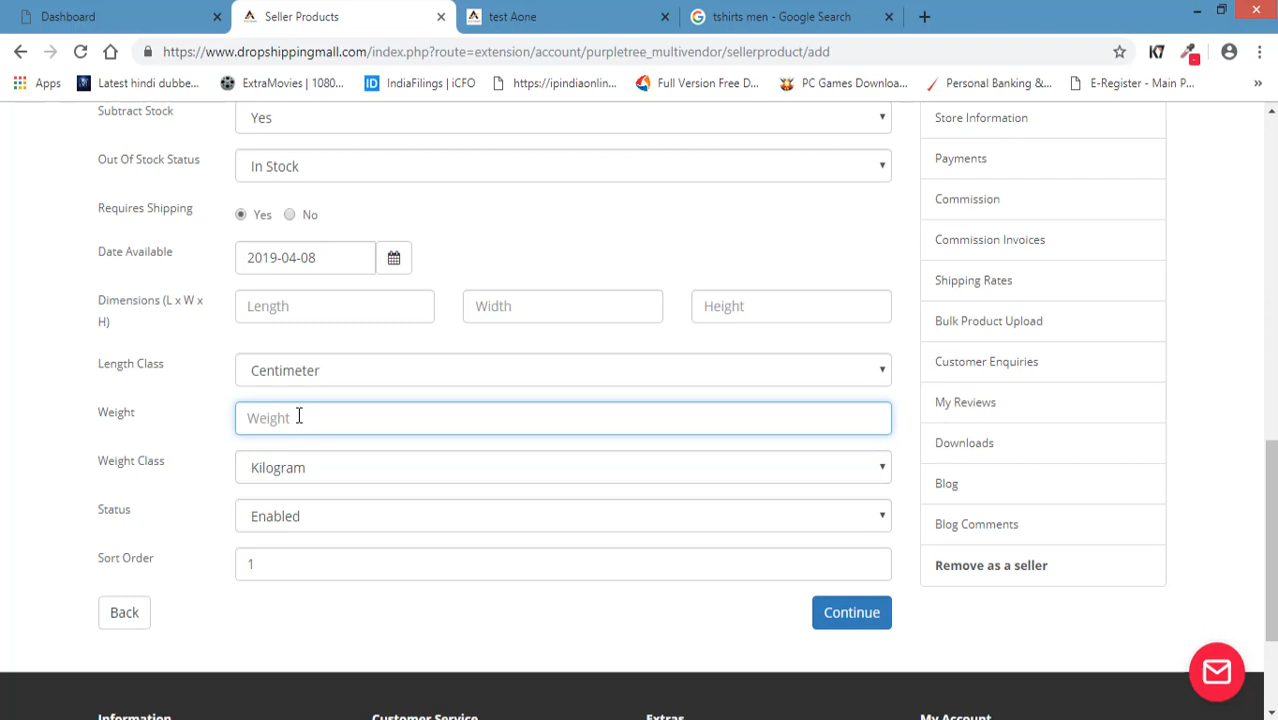 Dashboard
Seller Products
test Aone
tshirts men - Google Search
https://www.dropshippingmall.com/index.php?route=extension/account/purpletree_multivendor/sellerproduct/add
K7
Apps
Latest hindi dubbe...
ExtraMovies | 1080...
ID
IndiaFilings | iCFO
https://ipindiaonlin...
Full Version Free D...
PC Games Downloa...
Personal Banking &...
E-Register - Main P...
»
Subtract Stock
Yes
Out Of Stock Status
In Stock
Requires Shipping
Yes
No
Date Available
2019-04-08
Dimensions (L x W x
H)
Length
Width
Height
Length Class
Centimeter
Weight
Weight
Weight Class
Kilogram
Status
Enabled
Sort Order
1
Back
Continue
Store Information
Payments
Commission
Commission Invoices
Shipping Rates
Bulk Product Upload
Customer Enquiries
My Reviews
Downloads
Blog
Blog Comments
Remove as a seller
Information
Customer Service
Extras
My Account